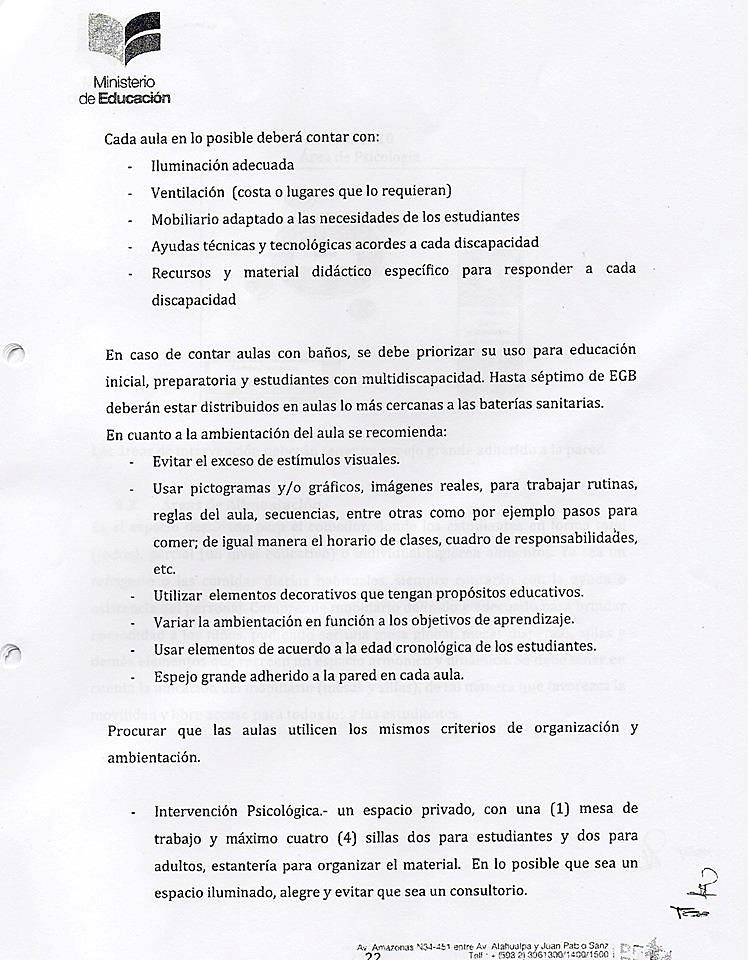 Ministerio
de Educación
Cada aula en lo posible deberá contar con:
- Iluminación adecuada
- Ventilación (costa o lugares que lo requieran)
- Mobiliario adaptado a las necesidades de los estudiantes
- Ayudas técnicas y tecnológicas acordes a cada discapacidad
- Recursos y material didáctico específico para responder a cada
discapacidad
En caso de contar aulas con baños, se debe priorizar su uso para educación
inicial, preparatoria y estudiantes con multidiscapacidad. Hasta séptimo de EGB
deberán estar distribuidos en aulas lo más cercanas a las baterías sanitarias.
En cuanto a la ambientación del aula se recomienda:
- Evitar el exceso de estímulos visuales.
- Usar pictogramas y/o gráficos, imágenes reales, para trabajar rutinas,
reglas del aula, secuencias, entre otras como por ejemplo pasos para
comer; de igual manera el horario de clases, cuadro de responsabilidades,
etc.
- Utilizar elementos decorativos que tengan propósitos educativos.
- Variar la ambientación en función a los objetivos de aprendizaje.
- Usar elementos de acuerdo a la edad cronológica de los estudiantes.
- Espejo grande adherido a la pared en cada aula.
Procurar que las aulas utilicen los mismos criterios de organización y
ambientación.
- Intervención Psicológica.- un espacio privado, con una (1) mesa de
trabajo y máximo cuatro (4) sillas dos para estudiantes y dos para
adultos, estantería para organizar el material. En lo posible que sea un
espacio iluminado, alegre y evitar que sea un consultorio.
Av. Amazonas N34-451 entre Av. Atahualpa y Juan Pablo Sanz
22
Telf.: + (593 2) 3961300/1400/1500